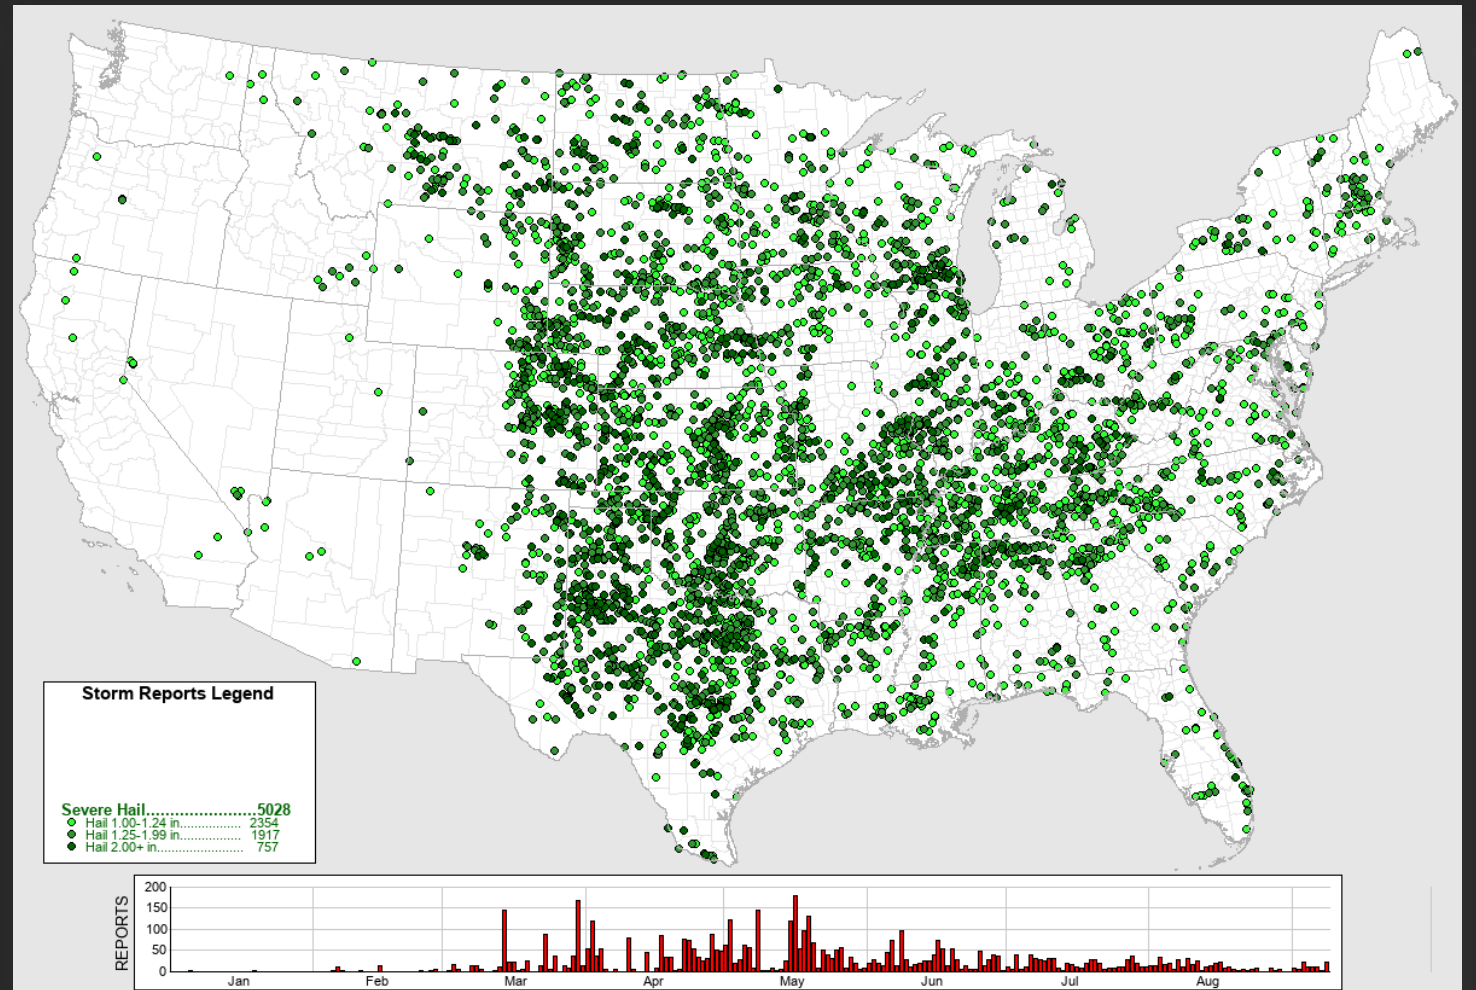 Storm Reports Legend
Severe Hail........................5028
Hail 1.00-1.24 in................. 2354
Hail 1.25-1.99 in................. 1917
Hail 2.00+ in........................ 757
REPORTS
200
150
100
50
0
Jan Feb Mar Apr May Jun Jul Aug